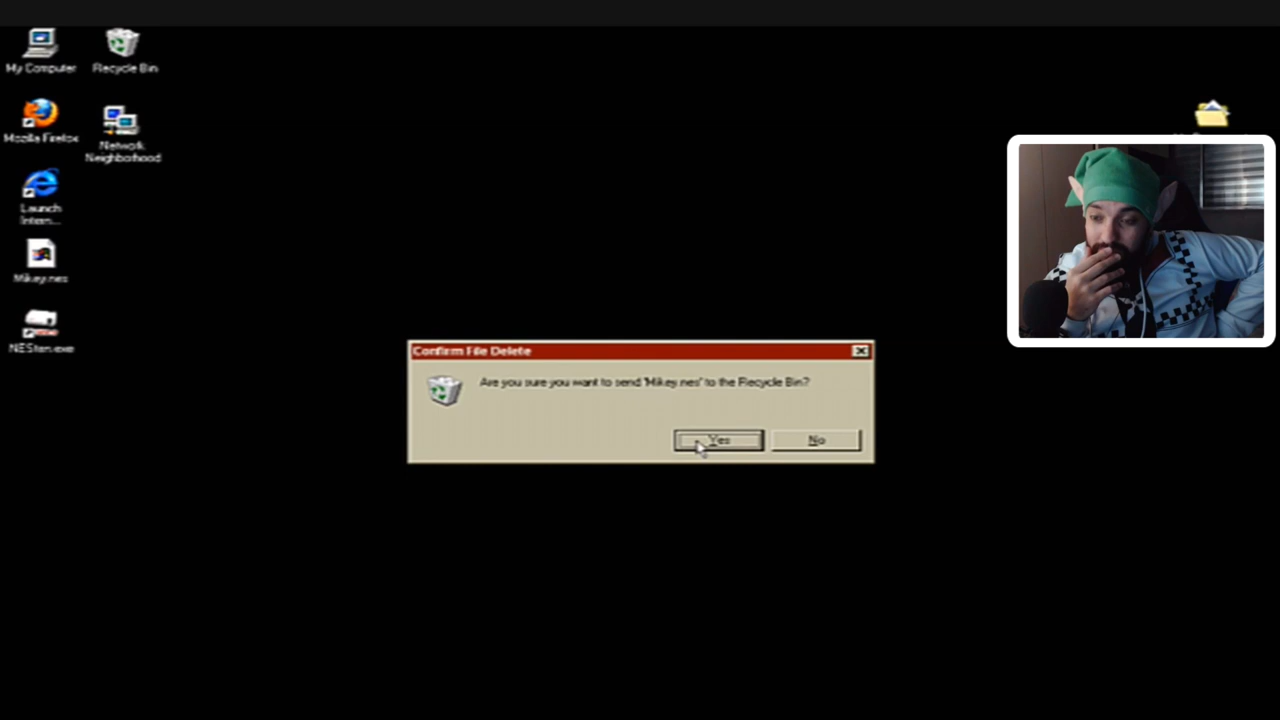 My Computer
Recycle Bin
Mozilla Firefox
Network
Neighborhood
Launch
Intern...
Mikey.nes
NESten.exe
Confirm File Delete
Are you sure you want to send 'Mikey.nes' to the Recycle Bin?
Yes
No